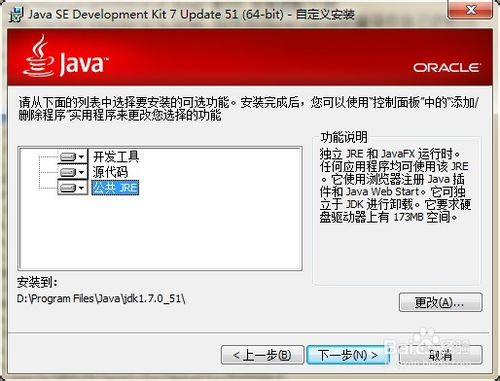 Java SE Development Kit 7 Update 51 (64-bit) - 自定义安装
Java™
ORACLE
请从下面的列表中选择要安装的可选功能。安装完成后，您可以使用"控制面板"中的"添加/
删除程序"实用程序来更改您选择的功能
开发工具
源代码
公共 JRE
功能说明
独立 JRE 和 JavaFX 运行时。
任何应用程序均可使用该 JRE
。它使用浏览器注册 Java 插
件和 Java Web Start。它可独
立于 JDK 进行卸载。它要求硬
盘驱动器上有 173MB 空间。
安装到:
D:\Program Files\Java\jdk1.7.0_51\
更改(A)...
<上一步(B)
下一步(N) >
取消